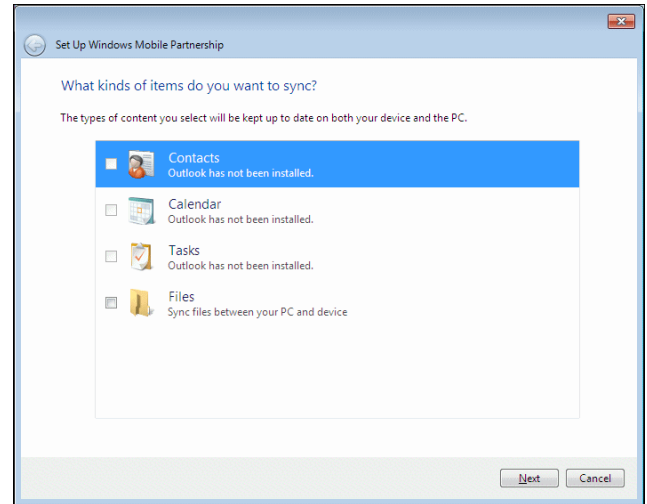 Set Up Windows Mobile Partnership
What kinds of items do you want to sync?
The types of content you select will be kept up to date on both your device and the PC.
Contacts
Outlook has not been installed.
Calendar
Outlook has not been installed.
Tasks
Outlook has not been installed.
Files
Sync files between your PC and device
Next
Cancel